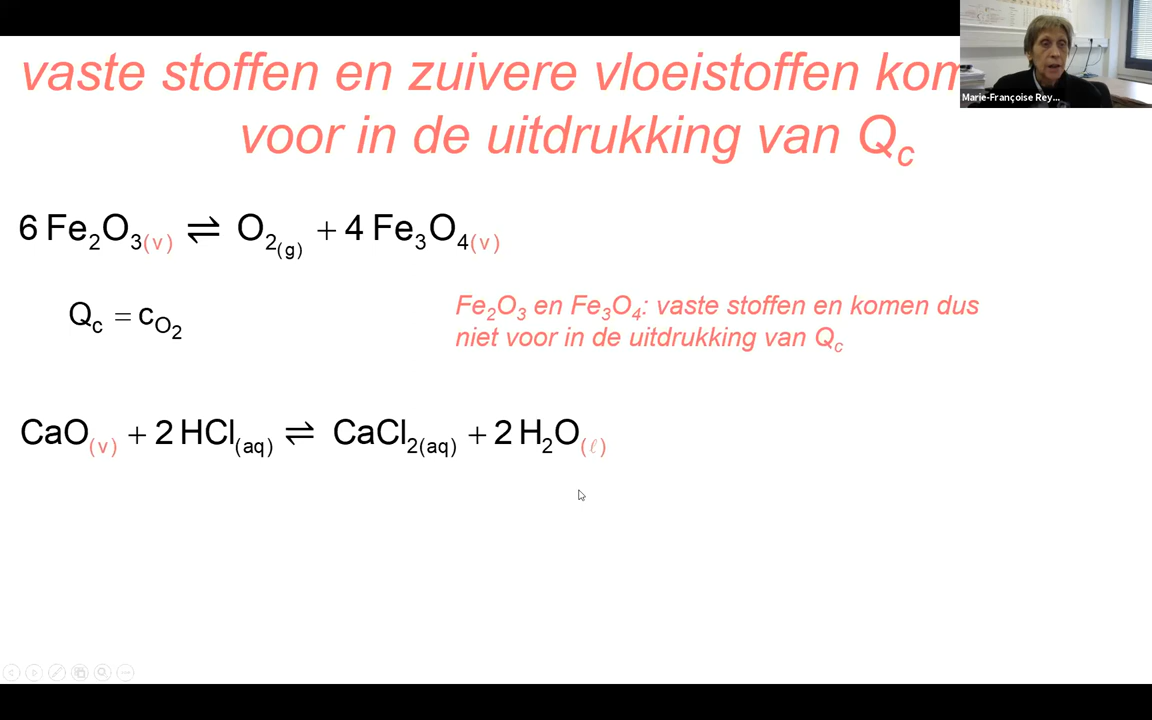 vaste stoffen en zuivere vloeistoffen kom
voor in de uitdrukking van Qc
Marie-Françoise Rey...
6 Fe₂O₃(v) ⇌ O₂(g) + 4 Fe₃O₄(v)
Qc = cO₂
Fe₂O₃ en Fe₃O₄: vaste stoffen en komen dus
niet voor in de uitdrukking van Qc
CaO(v) + 2 HCl(aq) ⇌ CaCl₂(aq) + 2 H₂O(ℓ)